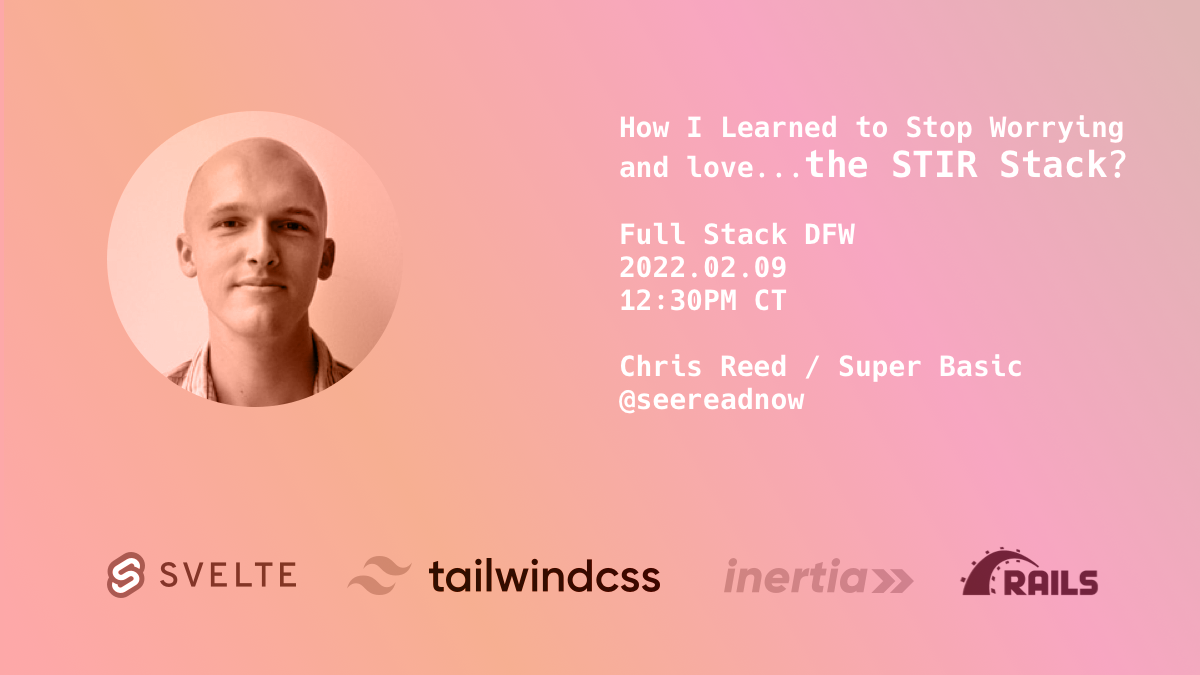 How I Learned to Stop Worrying
and love...the STIR Stack?
Full Stack DFW
2022.02.09
12:30PM CT
Chris Reed / Super Basic
@seereadnow
SVELTE tailwindcss inertia RAILS